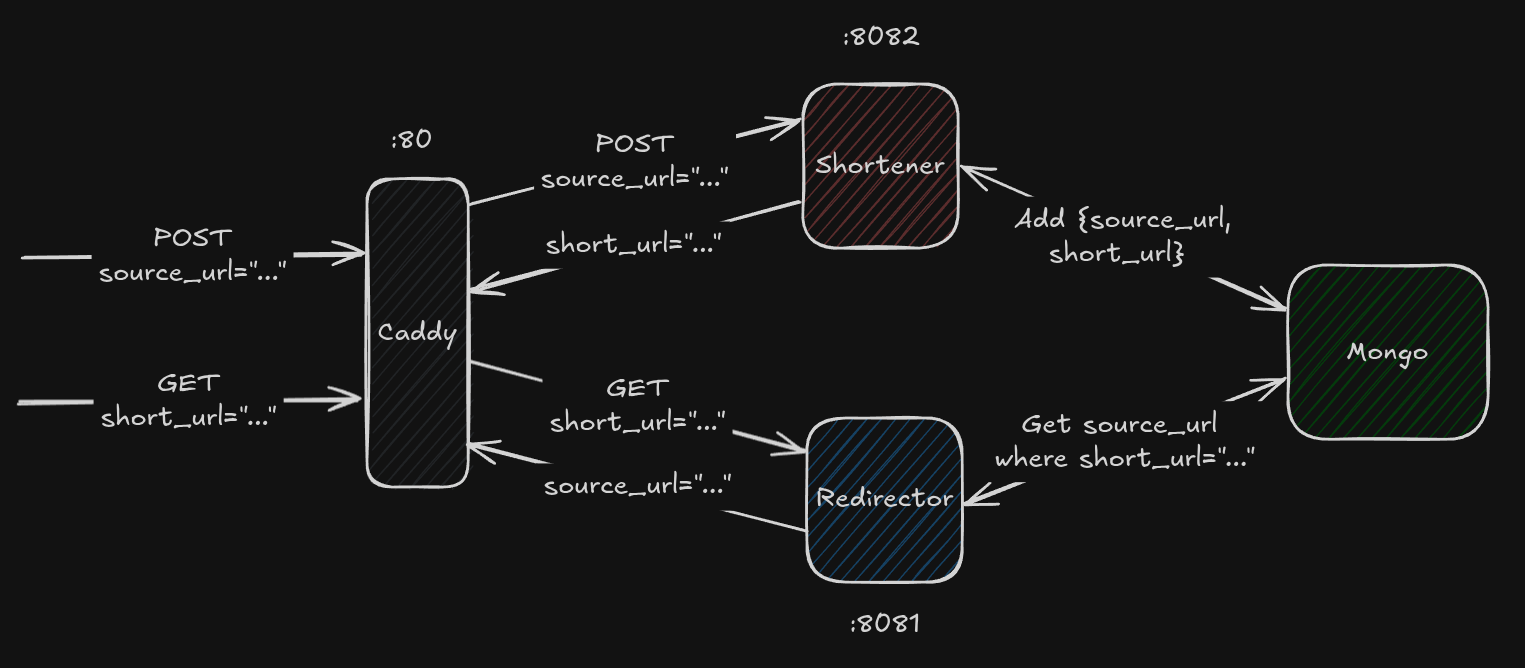 :8082
:80
POST
source_url="..."
Shortener
POST
source_url="..."
short_url="..."
Add {source_url,
short_url}
Caddy
Mongo
GET
short_url="..."
GET
short_url="..."
Get source_url
where short_url="..."
source_url="..."
Redirector
:8081